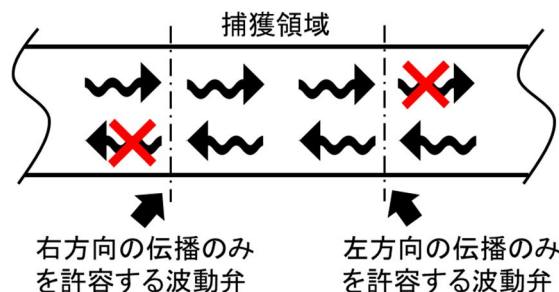 捕獲領域
右方向の伝播のみ
を許容する波動弁
左方向の伝播のみ
を許容する波動弁